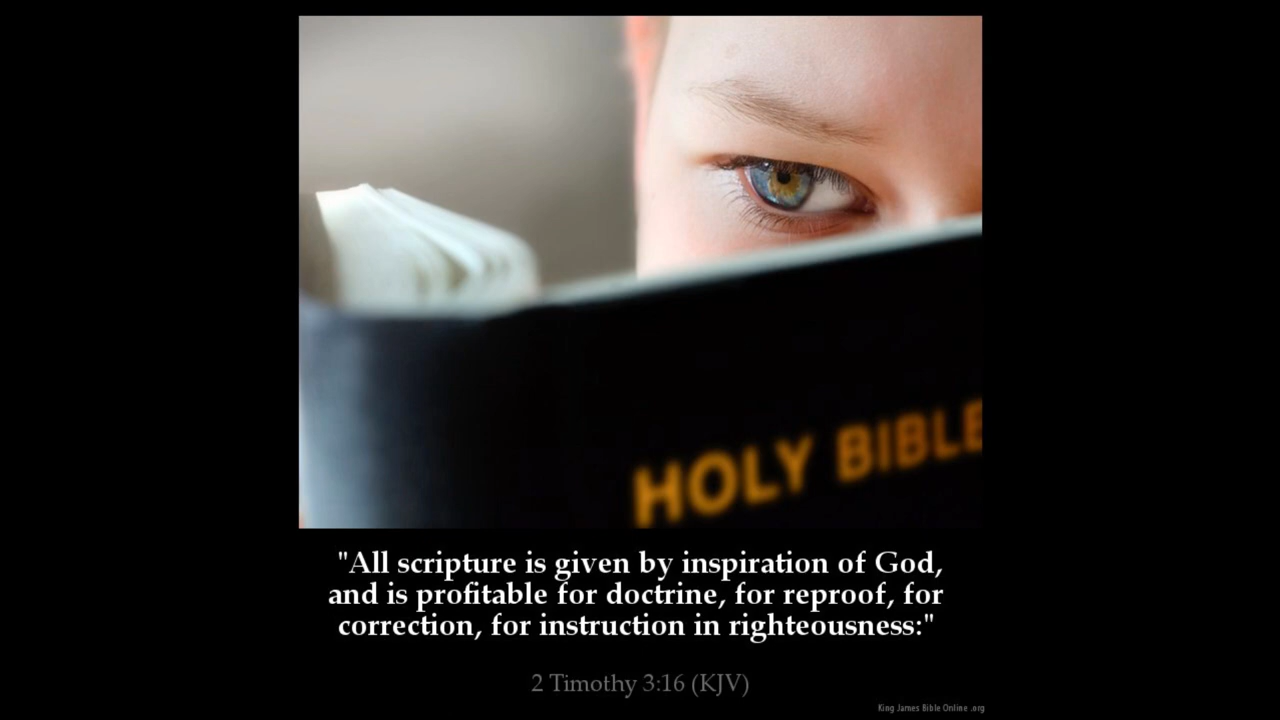 HOLY BIBLE
"All scripture is given by inspiration of God,
and is profitable for doctrine, for reproof, for
correction, for instruction in righteousness:"
2 Timothy 3:16 (KJV)
King James Bible Online .org